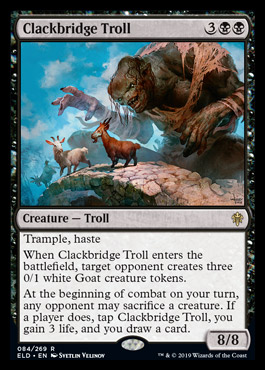 Clackbridge Troll 3
Creature — Troll
Trample, haste
When Clackbridge Troll enters the
battlefield, target opponent creates three
0/1 white Goat creature tokens.
At the beginning of combat on your turn,
any opponent may sacrifice a creature. If
a player does, tap Clackbridge Troll, you
gain 3 life, and you draw a card.
8/8
084/269 R
ELD • EN Svetlin Velinov
™ & © 2019 Wizards of the Coast